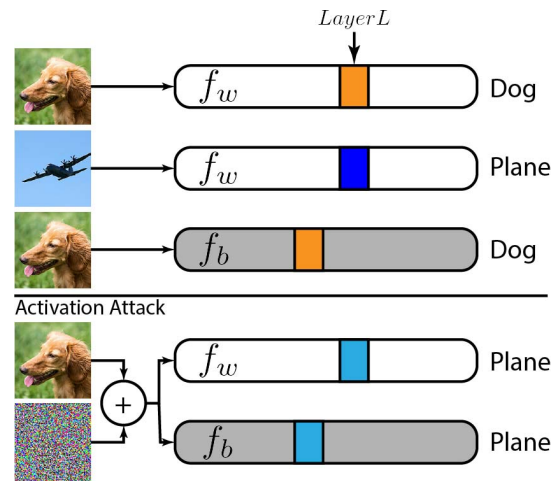 Layer L
f_w Dog
f_w Plane
f_b Dog
Activation Attack
f_w Plane
+
f_b Plane